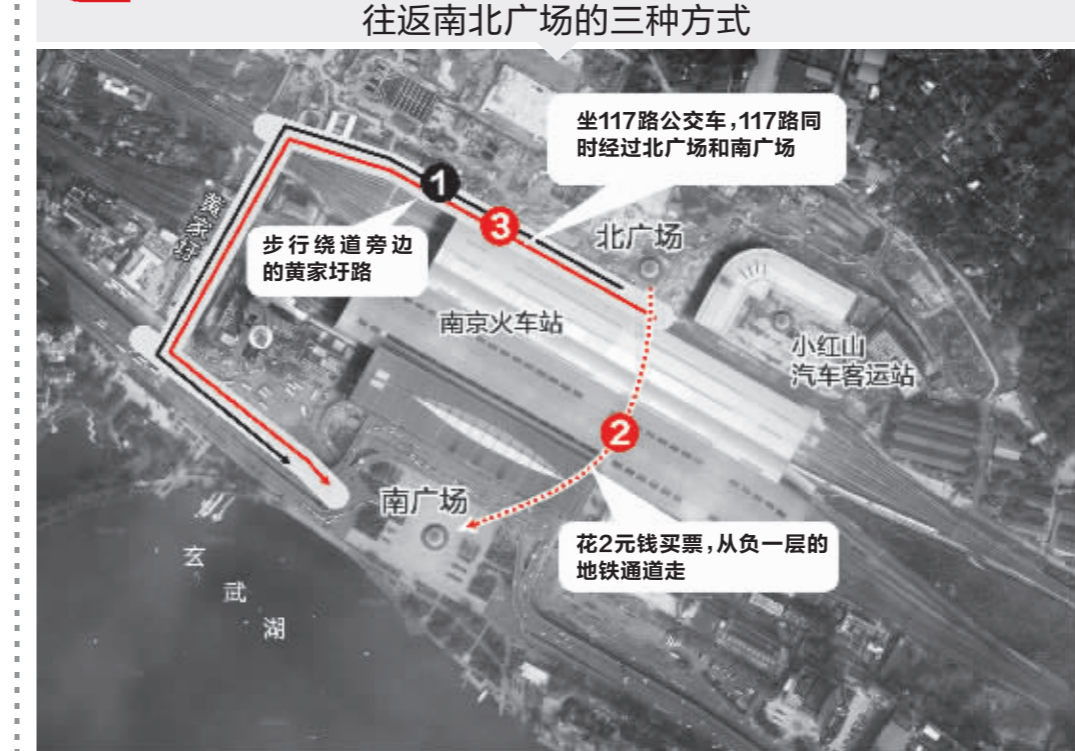 往返南北广场的三种方式
坐117路公交车,117路同
时经过北广场和南广场
1
3
黄家圩
步行绕道旁边
的黄家圩路
北广场
南京火车站
小红山
汽车客运站
2
南广场
花2元钱买票,从负一层的
地铁通道走
玄
武
湖